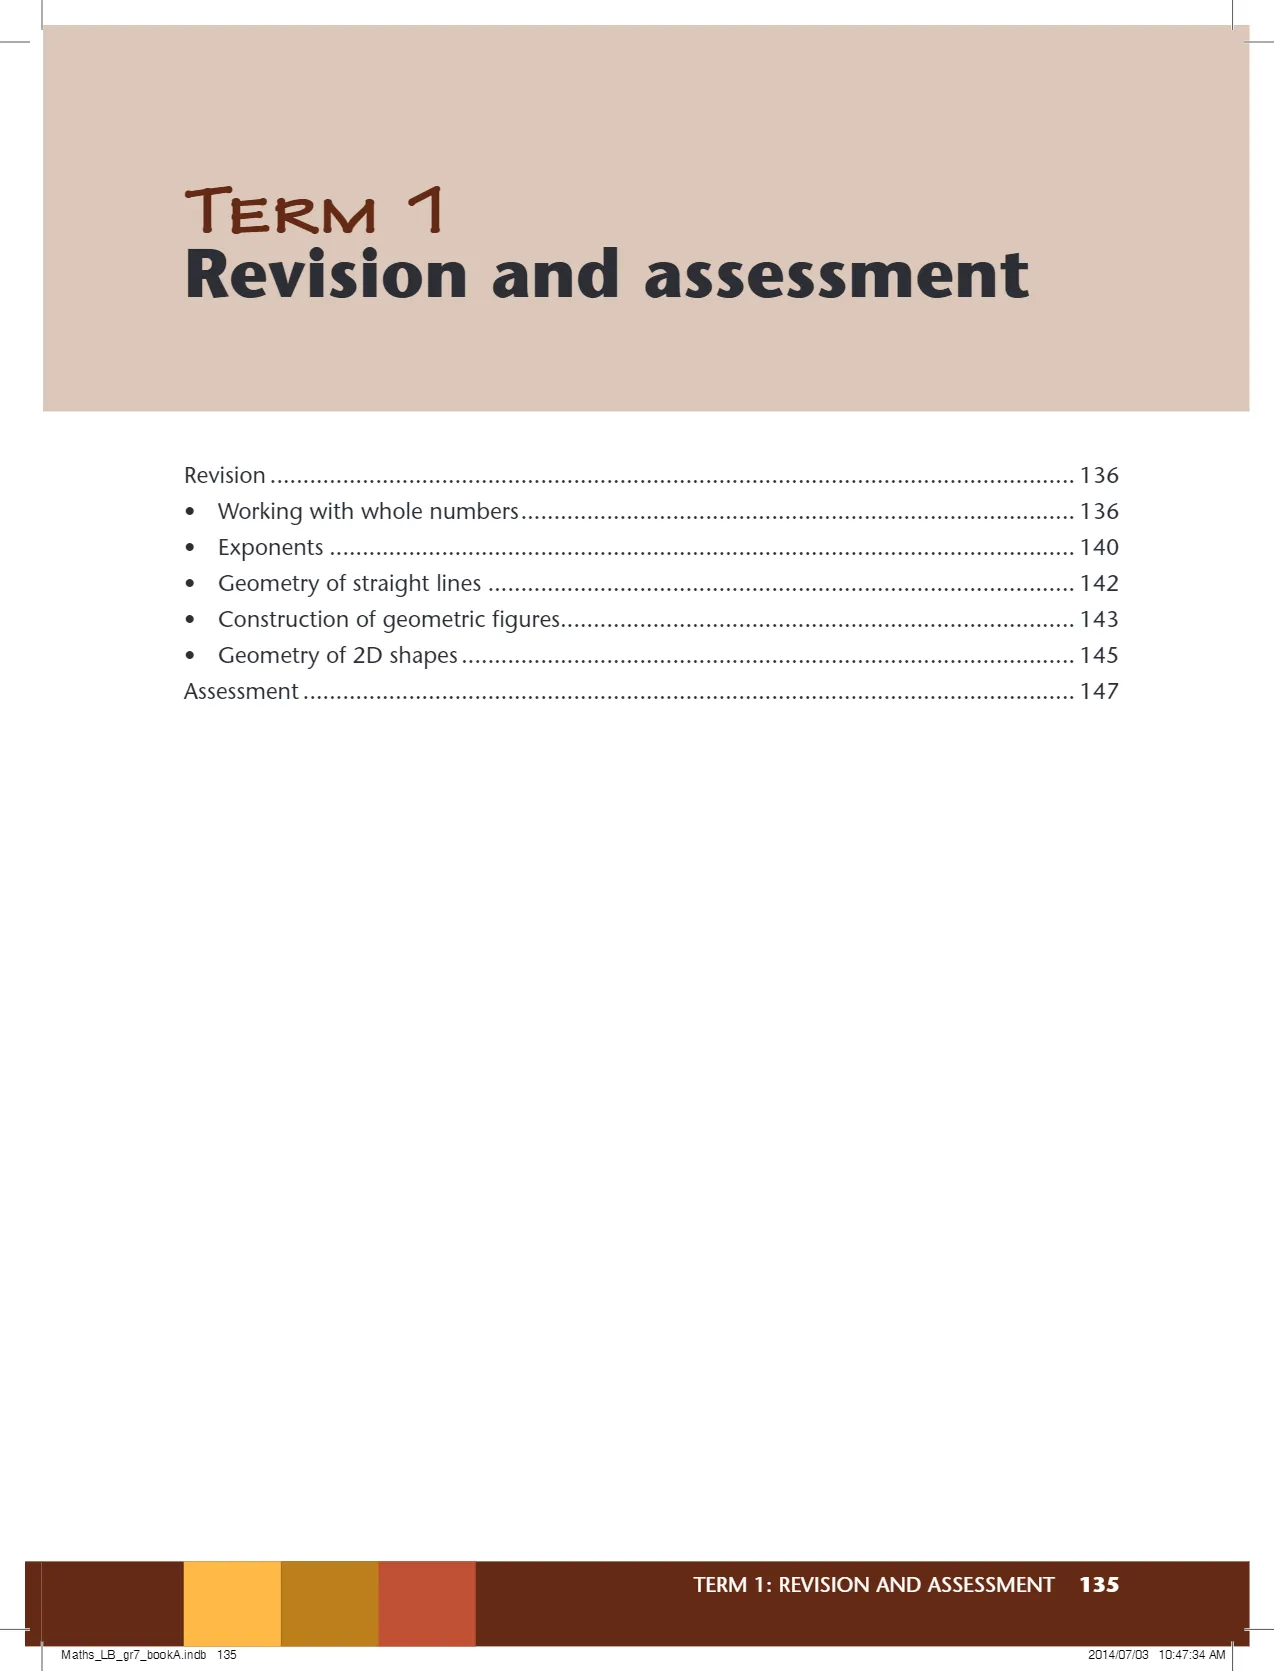 TERM 1
Revision and assessment
Revision ........................................................................................................................... 136
• Working with whole numbers..................................................................................... 136
• Exponents .................................................................................................................. 140
• Geometry of straight lines .......................................................................................... 142
• Construction of geometric figures............................................................................... 143
• Geometry of 2D shapes .............................................................................................. 145
Assessment ...................................................................................................................... 147
TERM 1: REVISION AND ASSESSMENT 135
Maths_LB_gr7_bookA.indb 135 2014/07/03 10:47:34 AM